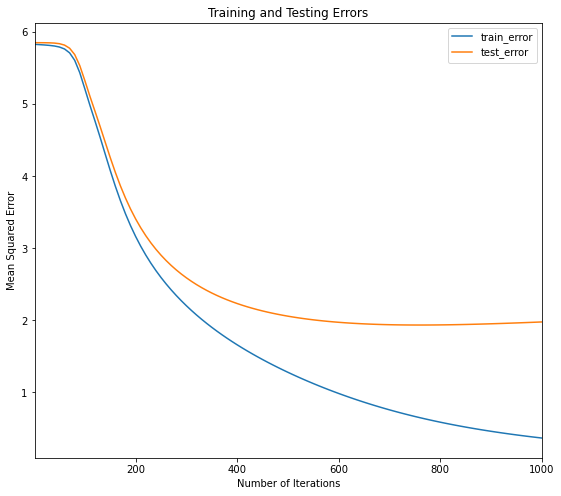 Training and Testing Errors
train_error
test_error
Mean Squared Error
6
5
4
3
2
1
200
400
600
800
1000
Number of Iterations